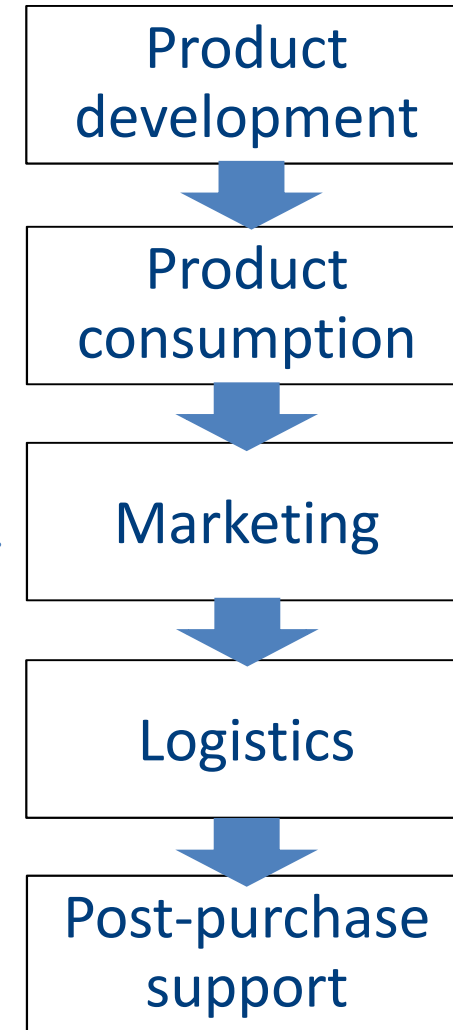 Product
development
Product
consumption
Marketing
Logistics
Post-purchase
support